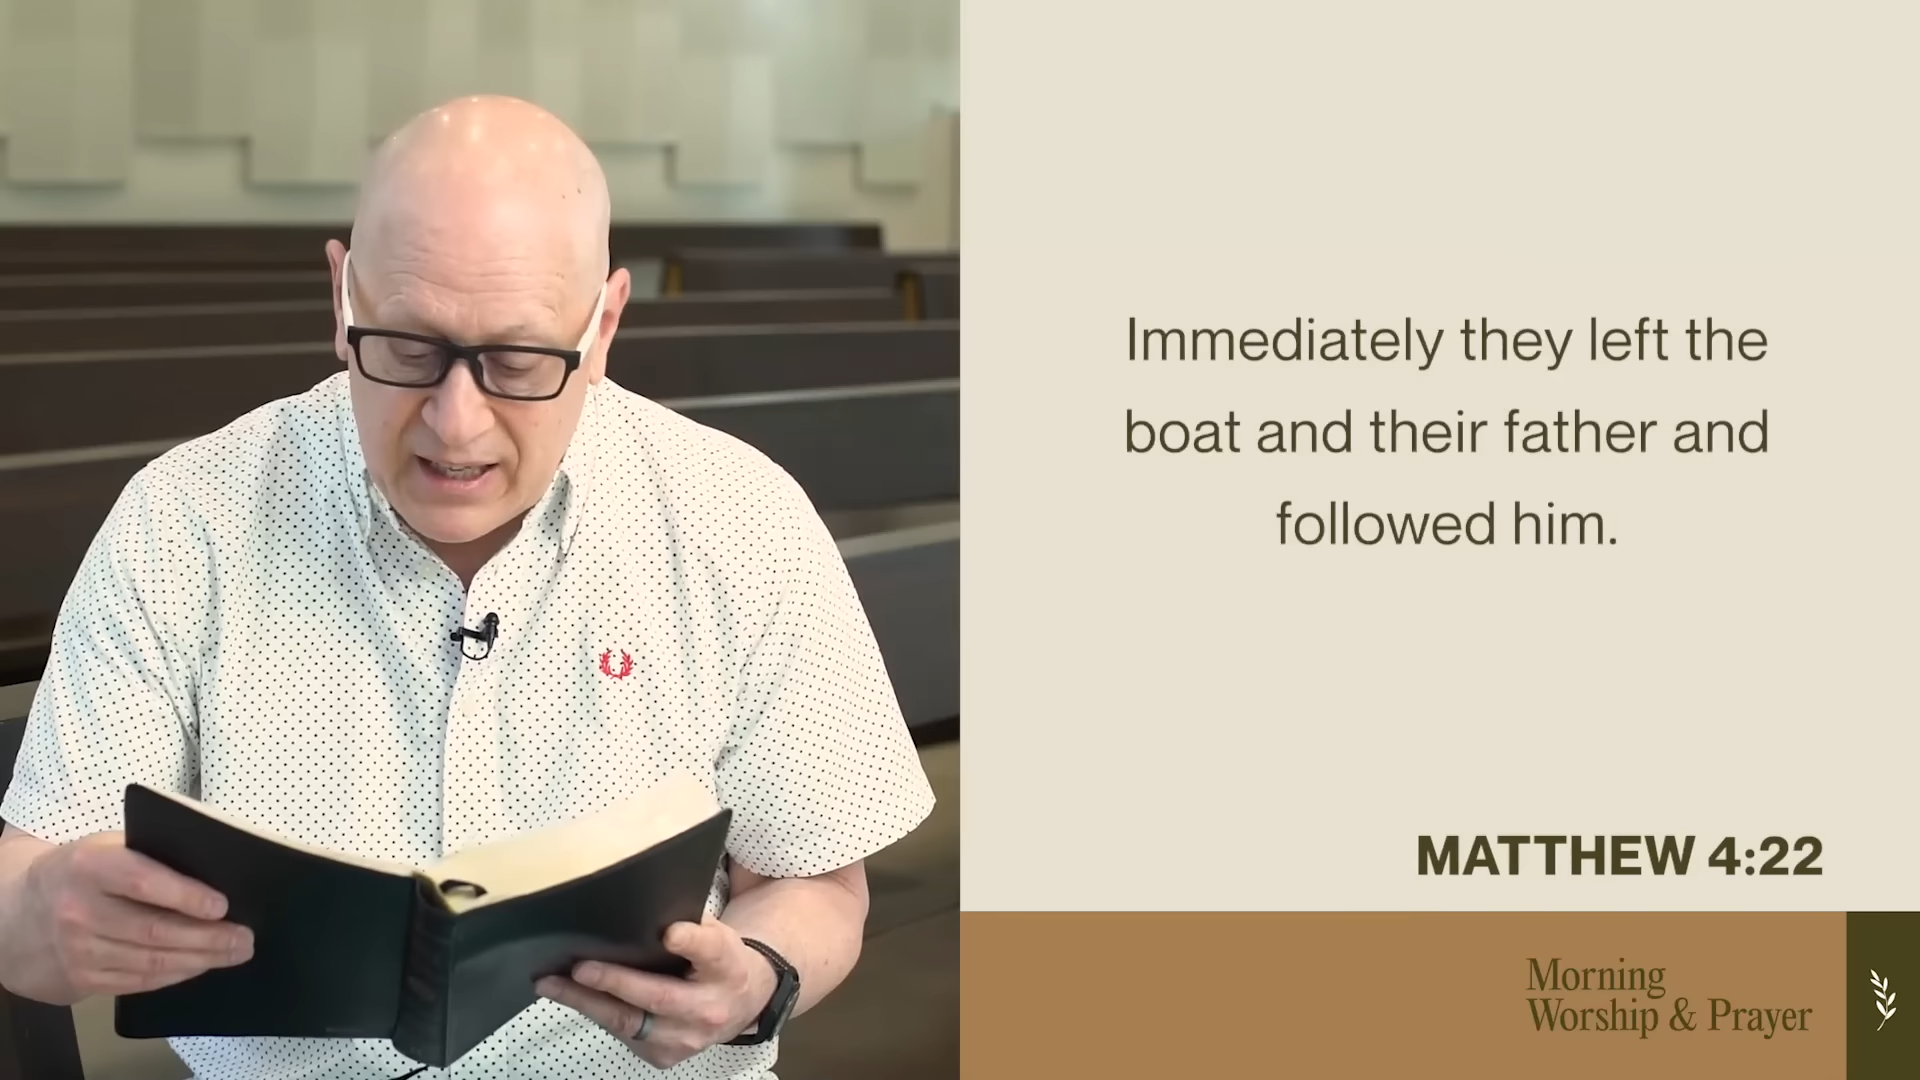 Immediately they left the
boat and their father and
followed him.
MATTHEW 4:22
Morning
Worship & Prayer